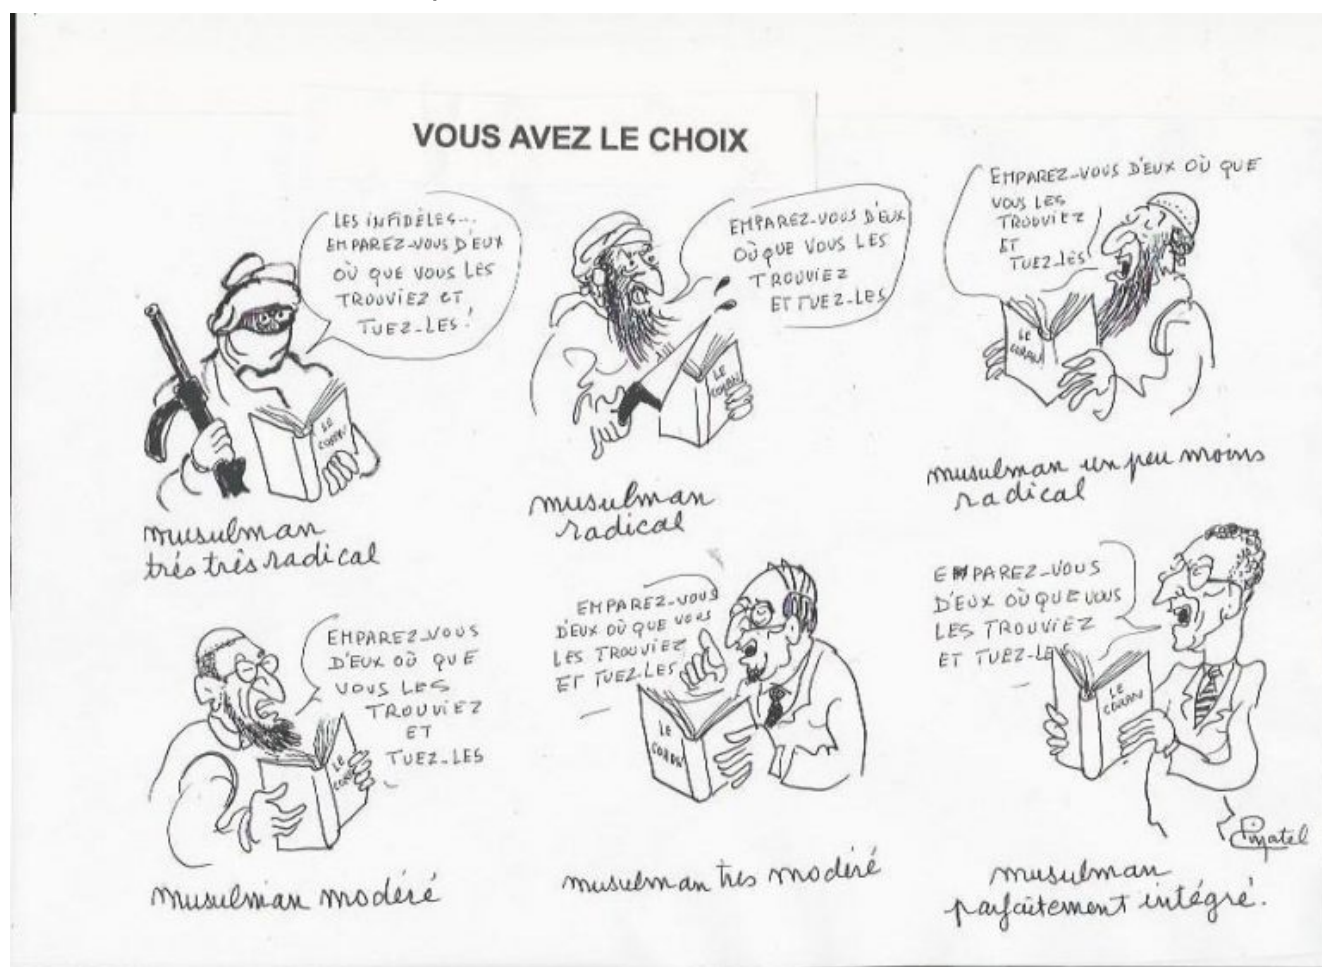 VOUS AVEZ LE CHOIX
LES INFIDÈLES...
EMPAREZ-VOUS D'EUX
OÙ QUE VOUS LES
TROUVIEZ ET
TUEZ-LES!
LE
CORAN
musulman
trés très radical
EMPAREZ-VOUS D'EUX
OÙ QUE VOUS LES
TROUVIEZ
ET TUEZ-LES
LE
CORAN
musulman
radical
EMPAREZ-VOUS D'EUX OÙ QUE
VOUS LES
TROUVIEZ
ET
TUEZ-LES
LE
CORAN
musulman un peu moins
radical
EMPAREZ-VOUS
D'EUX OÙ QUE
VOUS LES
TROUVIEZ
ET
TUEZ-LES
LE
CORAN
musulman modéré
EMPAREZ-VOUS
D'EUX OÙ QUE VOUS
LES TROUVIEZ
ET TUEZ-LES
LE
CORAN
musulman tres modéré
EMPAREZ-VOUS
D'EUX OÙ QUE VOUS
LES TROUVIEZ
ET TUEZ-LES
LE
CORAN
Pinatel
musulman
parfaitement intégré.